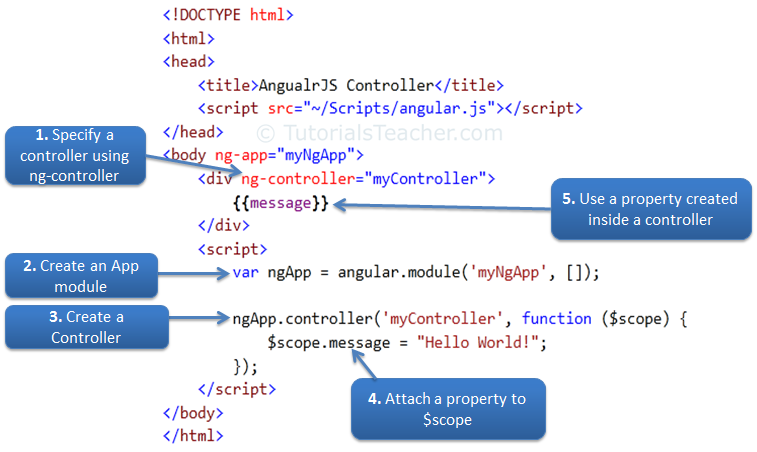 <!DOCTYPE html>
<html>
<head>
<title>AngualrJS Controller</title>
<script src="~/Scripts/angular.js"></script>
</head>
© TutorialsTeacher.com
<body ng-app="myNgApp">
<div ng-controller="myController">
{{message}}
</div>
<script>
var ngApp = angular.module('myNgApp', []);
ngApp.controller('myController', function ($scope) {
$scope.message = "Hello World!";
});
</script>
</body>
</html>
1. Specify a
controller using
ng-controller
2. Create an App
module
3. Create a
Controller
4. Attach a property to
$scope
5. Use a property created
inside a controller